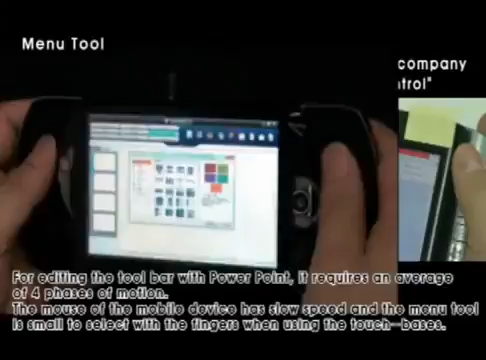 Menu Tool
company
ntrol"
For editing the tool bar with Power Point, it requires an average
of 4 phases of motion.
The mouse of the mobile device has slow speed and the menu tool
is small to select with the fingers when using the touch-bases.